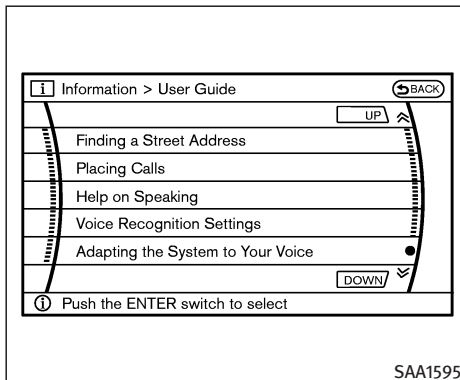 i Information > User Guide BACK
UP
Finding a Street Address
Placing Calls
Help on Speaking
Voice Recognition Settings
Adapting the System to Your Voice
DOWN
i Push the ENTER switch to select
SAA1595